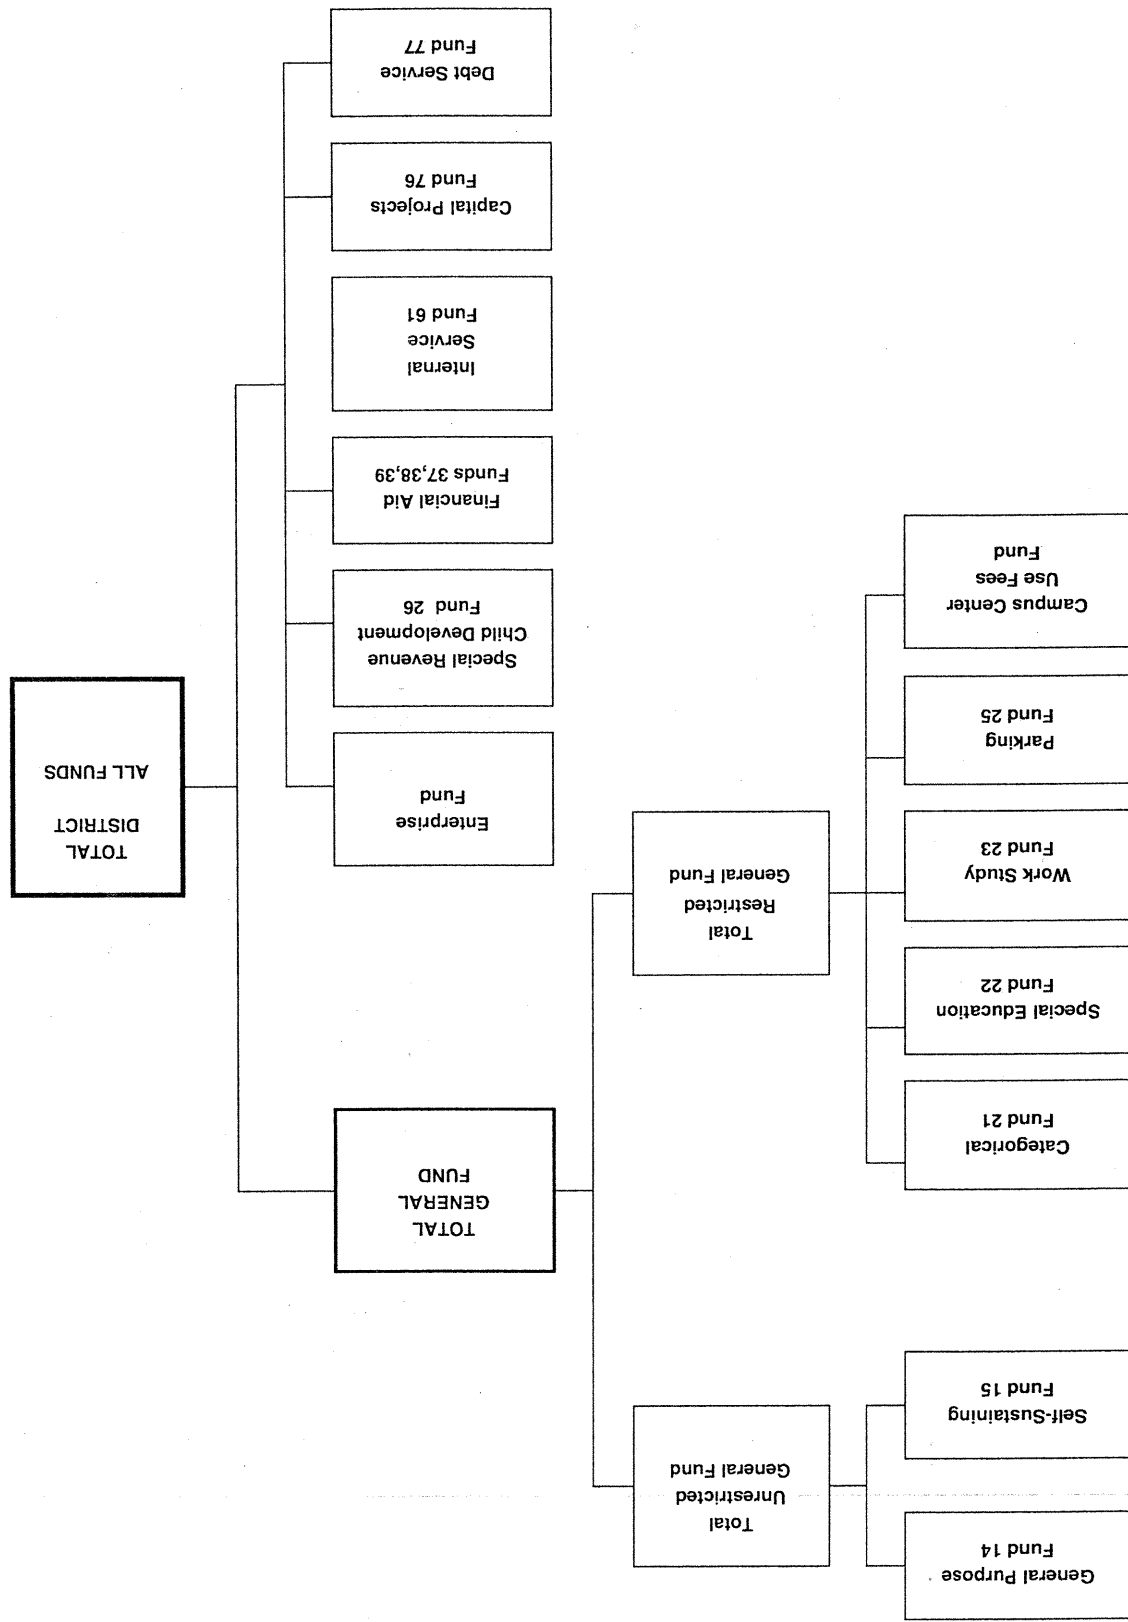 General Purpose
Fund 14
Self-Sustaining
Fund 15
Categorical
Fund 21
Special Education
Fund 22
Work Study
Fund 23
Parking
Fund 25
Campus Center
Use Fees
Fund
Total
Unrestricted
General Fund
Total
Restricted
General Fund
TOTAL
GENERAL
FUND
Enterprise
Fund
Special Revenue
Child Development
Fund 26
Financial Aid
Funds 37,38,39
Internal
Service
Fund 61
Capital Projects
Fund 76
Debt Service
Fund 77
TOTAL
DISTRICT
ALL FUNDS